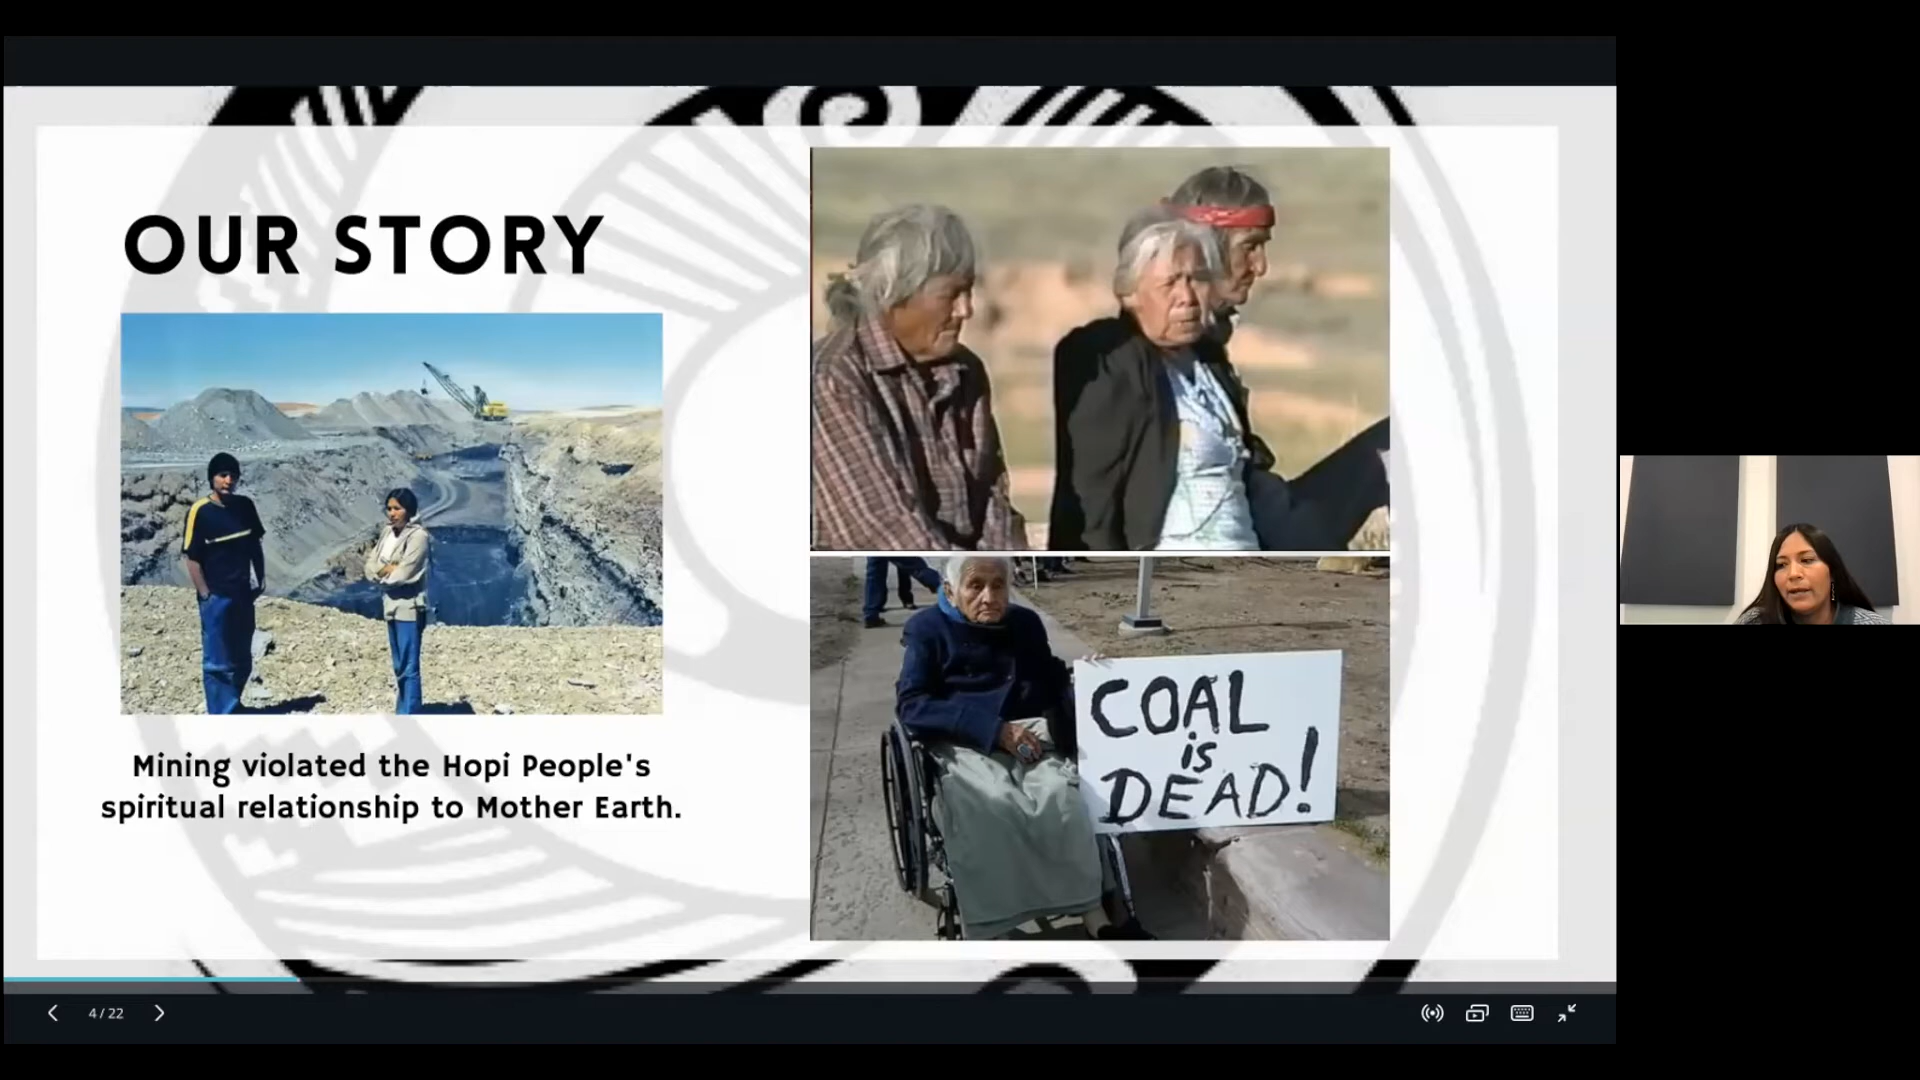 OUR STORY
Mining violated the Hopi People's
spiritual relationship to Mother Earth.
COAL
is
DEAD!
4 / 22